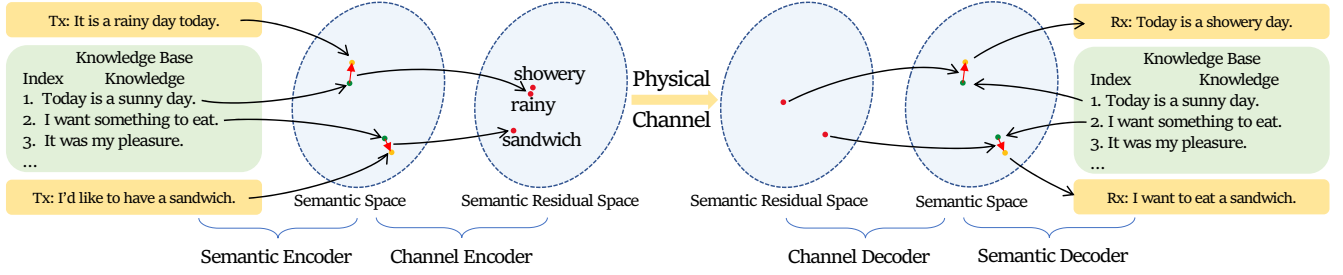 Tx: It is a rainy day today.
Knowledge Base
Index Knowledge
1. Today is a sunny day.
2. I want something to eat.
3. It was my pleasure.
...
Tx: I'd like to have a sandwich.
Semantic Space
Semantic Encoder
showery
rainy
sandwich
Semantic Residual Space
Channel Encoder
Physical
Channel
Semantic Residual Space
Channel Decoder
Semantic Space
Semantic Decoder
Rx: Today is a showery day.
Knowledge Base
Index Knowledge
1. Today is a sunny day.
2. I want something to eat.
3. It was my pleasure.
...
Rx: I want to eat a sandwich.